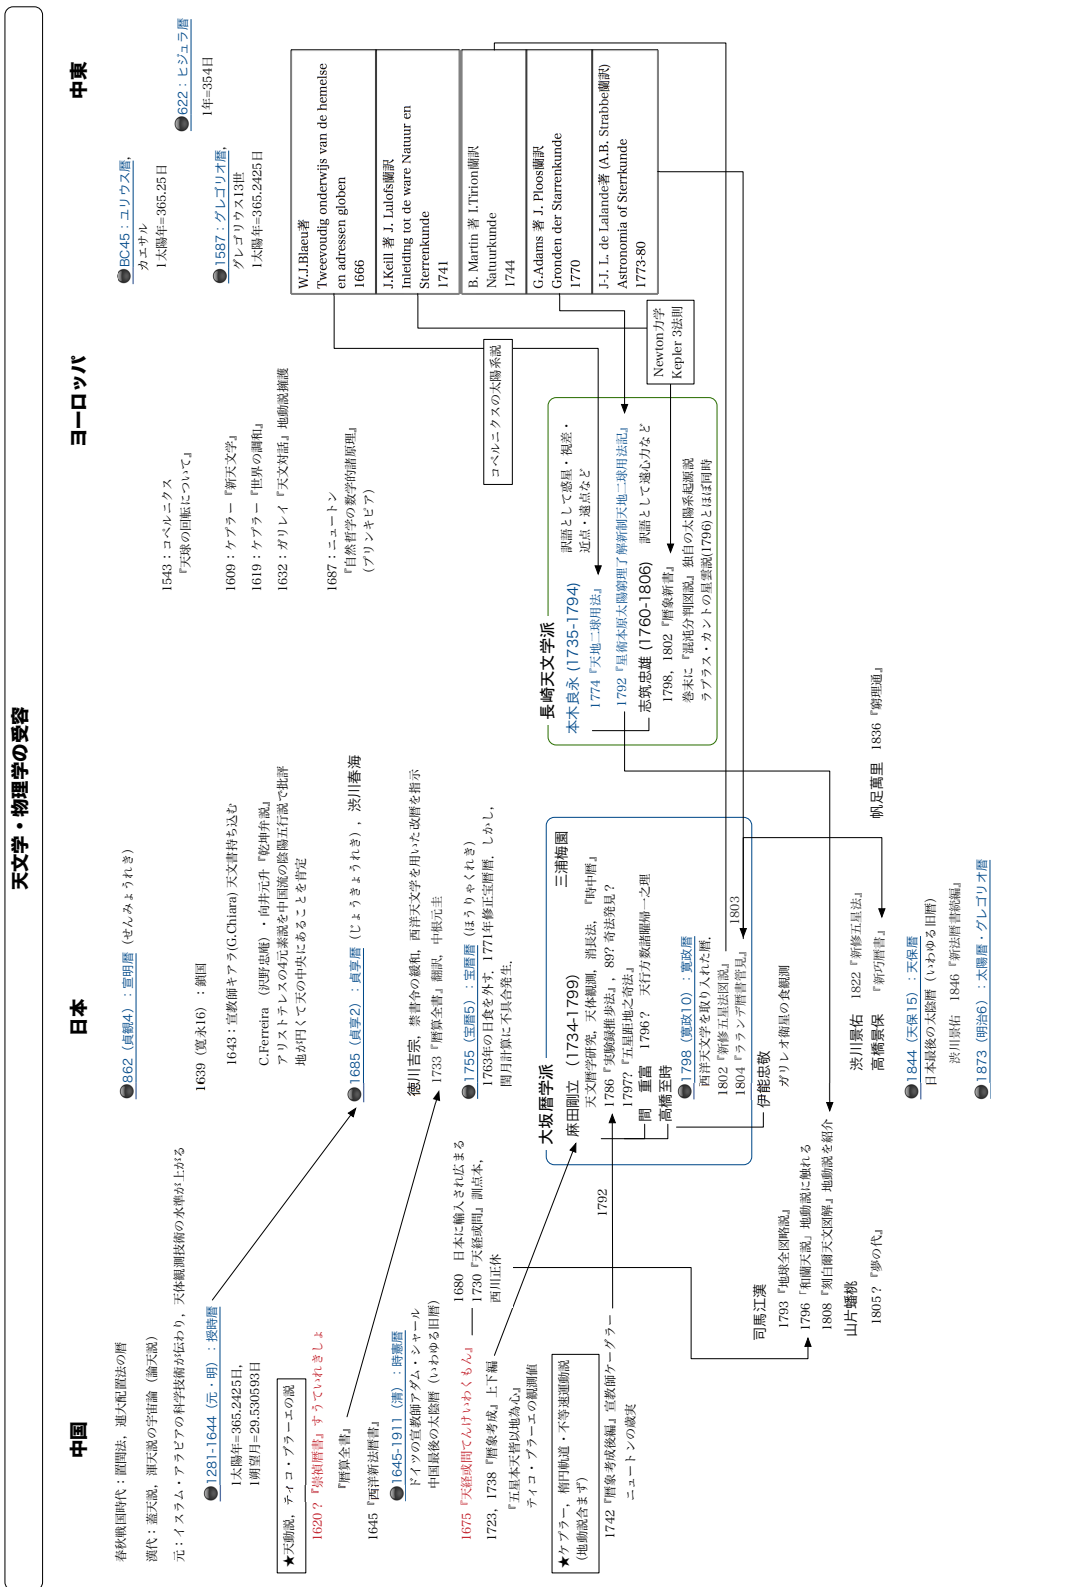 天文学・物理学の受容
中国
日本
ヨーロッパ
中東
春秋戦国時代：置閏法，連大配置法の暦
漢代：蓋天説，渾天説の宇宙論（論天説）
元：イスラム・アラビアの科学技術が伝わり，天体観測技術の水準が上がる
1281-1644（元・明）：授時暦
1太陽年=365.2425日，
1朔望月=29.530593日
★天動説，ティコ・ブラーエの説
1620？『崇禎暦書』すうていれきしょ
『暦算全書』
1645『西洋新法暦書』
1645-1911（清）：時憲暦
ドイツの宣教師アダム・シャール
中国最後の太陰暦（いわゆる旧暦）
1675『天経或問てんけいわくもん』
1680　日本に輸入され広まる
1730『天経或問』訓点本，
西川正休
1723，1738『暦象考成』上下編
『五星本天皆以地為心』
ティコ・ブラーエの観測値
★ケプラー，楕円軌道・不等速運動説
（地動説含まず）
1742『暦象考成後編』宣教師ケーグラー
ニュートンの歳実
1792
862（貞観4）：宣明暦（せんみょうれき）
1639（寛永16）：鎖国
1643：宣教師キアラ(G.Chiara) 天文書持ち込む
C.Ferreira （沢野忠庵）・向井元升『乾坤弁説』
アリストテレスの4元素説を中国流の陰陽五行説で批評
地が円くて天の中央にあることを肯定
1685（貞享2）：貞享暦（じょうきょうれき），渋川春海
徳川吉宗，禁書令の緩和，西洋天文学を用いた改暦を指示
1733『暦算全書』翻訳，中根元圭
1755（宝暦5）：宝暦暦（ほうりゃくれき）
1763年の日食を外す，1771年修正宝暦暦，しかし，
閏月計算に不具合発生．
大坂暦学派
麻田剛立　(1734-1799)
三浦梅園
天文暦学研究，天体観測，　消長法，　『時中暦』
1786『実験録推歩法』，89? 奇法発見？
1797?『五星距地之奇法』
間　重富　1796？　天行方数諸曜帰一之理
高橋至時
1798（寛政10）：寛政暦
西洋天文学を取り入れた暦．
1802『新修五星法図説』
1804『ラランデ暦書管見』
1803
伊能忠敬
ガリレオ衛星の食観測
司馬江漢
1793『地球全図略説』
1796「和蘭天説」地動説に触れる
1808『刻白爾天文図解』地動説を紹介
山片蟠桃
1805？『夢の代』
渋川景佑　1822『新修五星法』
高橋景保　『新巧暦書』
帆足萬里　1836『窮理通』
1844（天保15）：天保暦
日本最後の太陰暦（いわゆる旧暦）
渋川景佑　1846『新法暦書続編』
1873（明治6）：太陽暦・グレゴリオ暦
1543：コペルニクス
『天球の回転について』
1609：ケプラー『新天文学』
1619：ケプラー『世界の調和』
1632：ガリレイ『天文対話』地動説擁護
1687：ニュートン
『自然哲学の数学的諸原理』
（プリンキピア）
コペルニクスの太陽系説
長崎天文学派
本木良永 (1735-1794)
訳語として惑星・視差・
近点・遠点など
1774『天地二球用法』
1792『星術本原太陽窮理了解新制天地二球用法記』
志筑忠雄 (1760-1806)
訳語として遠心力など
1798，1802『暦象新書』
巻末に『混沌分判図説』独自の太陽系起源説
ラプラス・カントの星雲説(1796)とほぼ同時
Newton力学
Kepler 3法則
BC45：ユリウス暦，
カエサル
1太陽年=365.25日
622：ヒジュラ暦
1年=354日
1587：グレゴリオ暦，
グレゴリウス13世
1太陽年=365.2425日
W.J.Blaeu著
Tweevoudig onderwijs van de hemelse
en adressen globen
1666
J.Keill 著 J. Lulofs蘭訳
Inleiding tot de ware Natuur en
Sterrenkunde
1741
B. Martin 著 I.Tirion蘭訳
Natuurkunde
1744
G.Adams 著 J. Ploos蘭訳
Gronden der Starrenkunde
1770
J-J. L. de Lalande著 (A.B. Strabbe蘭訳)
Astronomia of Sterrkunde
1773-80